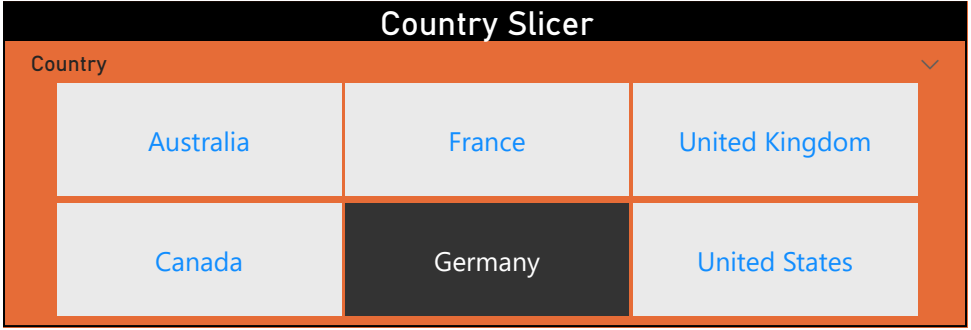 Country Slicer
Country
Australia France United Kingdom
Canada Germany United States